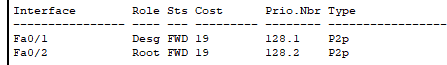 Interface Role Sts Cost Prio.Nbr Type
---------------- ---- --- --------- -------- --------------------------------
Fa0/1 Desg FWD 19 128.1 P2p
Fa0/2 Root FWD 19 128.2 P2p